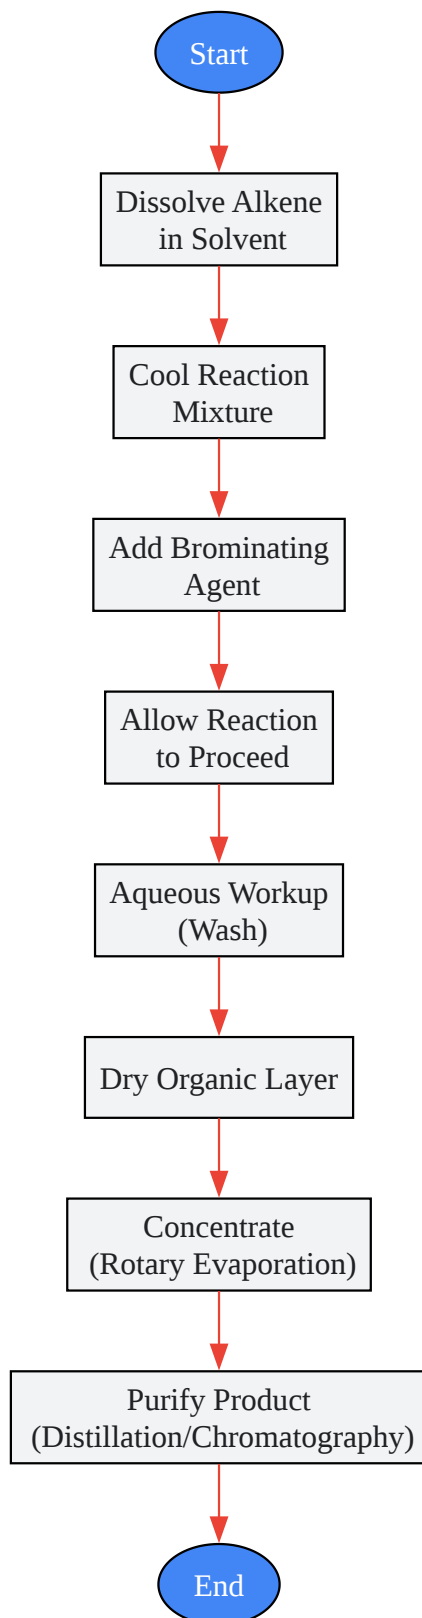 Start
Dissolve Alkene
in Solvent
Cool Reaction
Mixture
Add Brominating
Agent
Allow Reaction
to Proceed
Aqueous Workup
(Wash)
Dry Organic Layer
Concentrate
(Rotary Evaporation)
Purify Product
(Distillation/Chromatography)
End